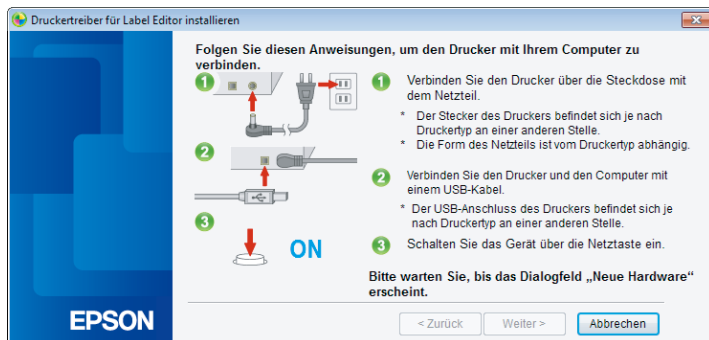 Druckertreiber für Label Editor installieren
Folgen Sie diesen Anweisungen, um den Drucker mit Ihrem Computer zu
verbinden.
1
2
3
ON
1 Verbinden Sie den Drucker über die Steckdose mit
dem Netzteil.
* Der Stecker des Druckers befindet sich je nach
Druckertyp an einer anderen Stelle.
* Die Form des Netzteils ist vom Druckertyp abhängig.
2 Verbinden Sie den Drucker und den Computer mit
einem USB-Kabel.
* Der USB-Anschluss des Druckers befindet sich je
nach Druckertyp an einer anderen Stelle.
3 Schalten Sie das Gerät über die Netztaste ein.
Bitte warten Sie, bis das Dialogfeld „Neue Hardware“
erscheint.
EPSON
< Zurück Weiter > Abbrechen